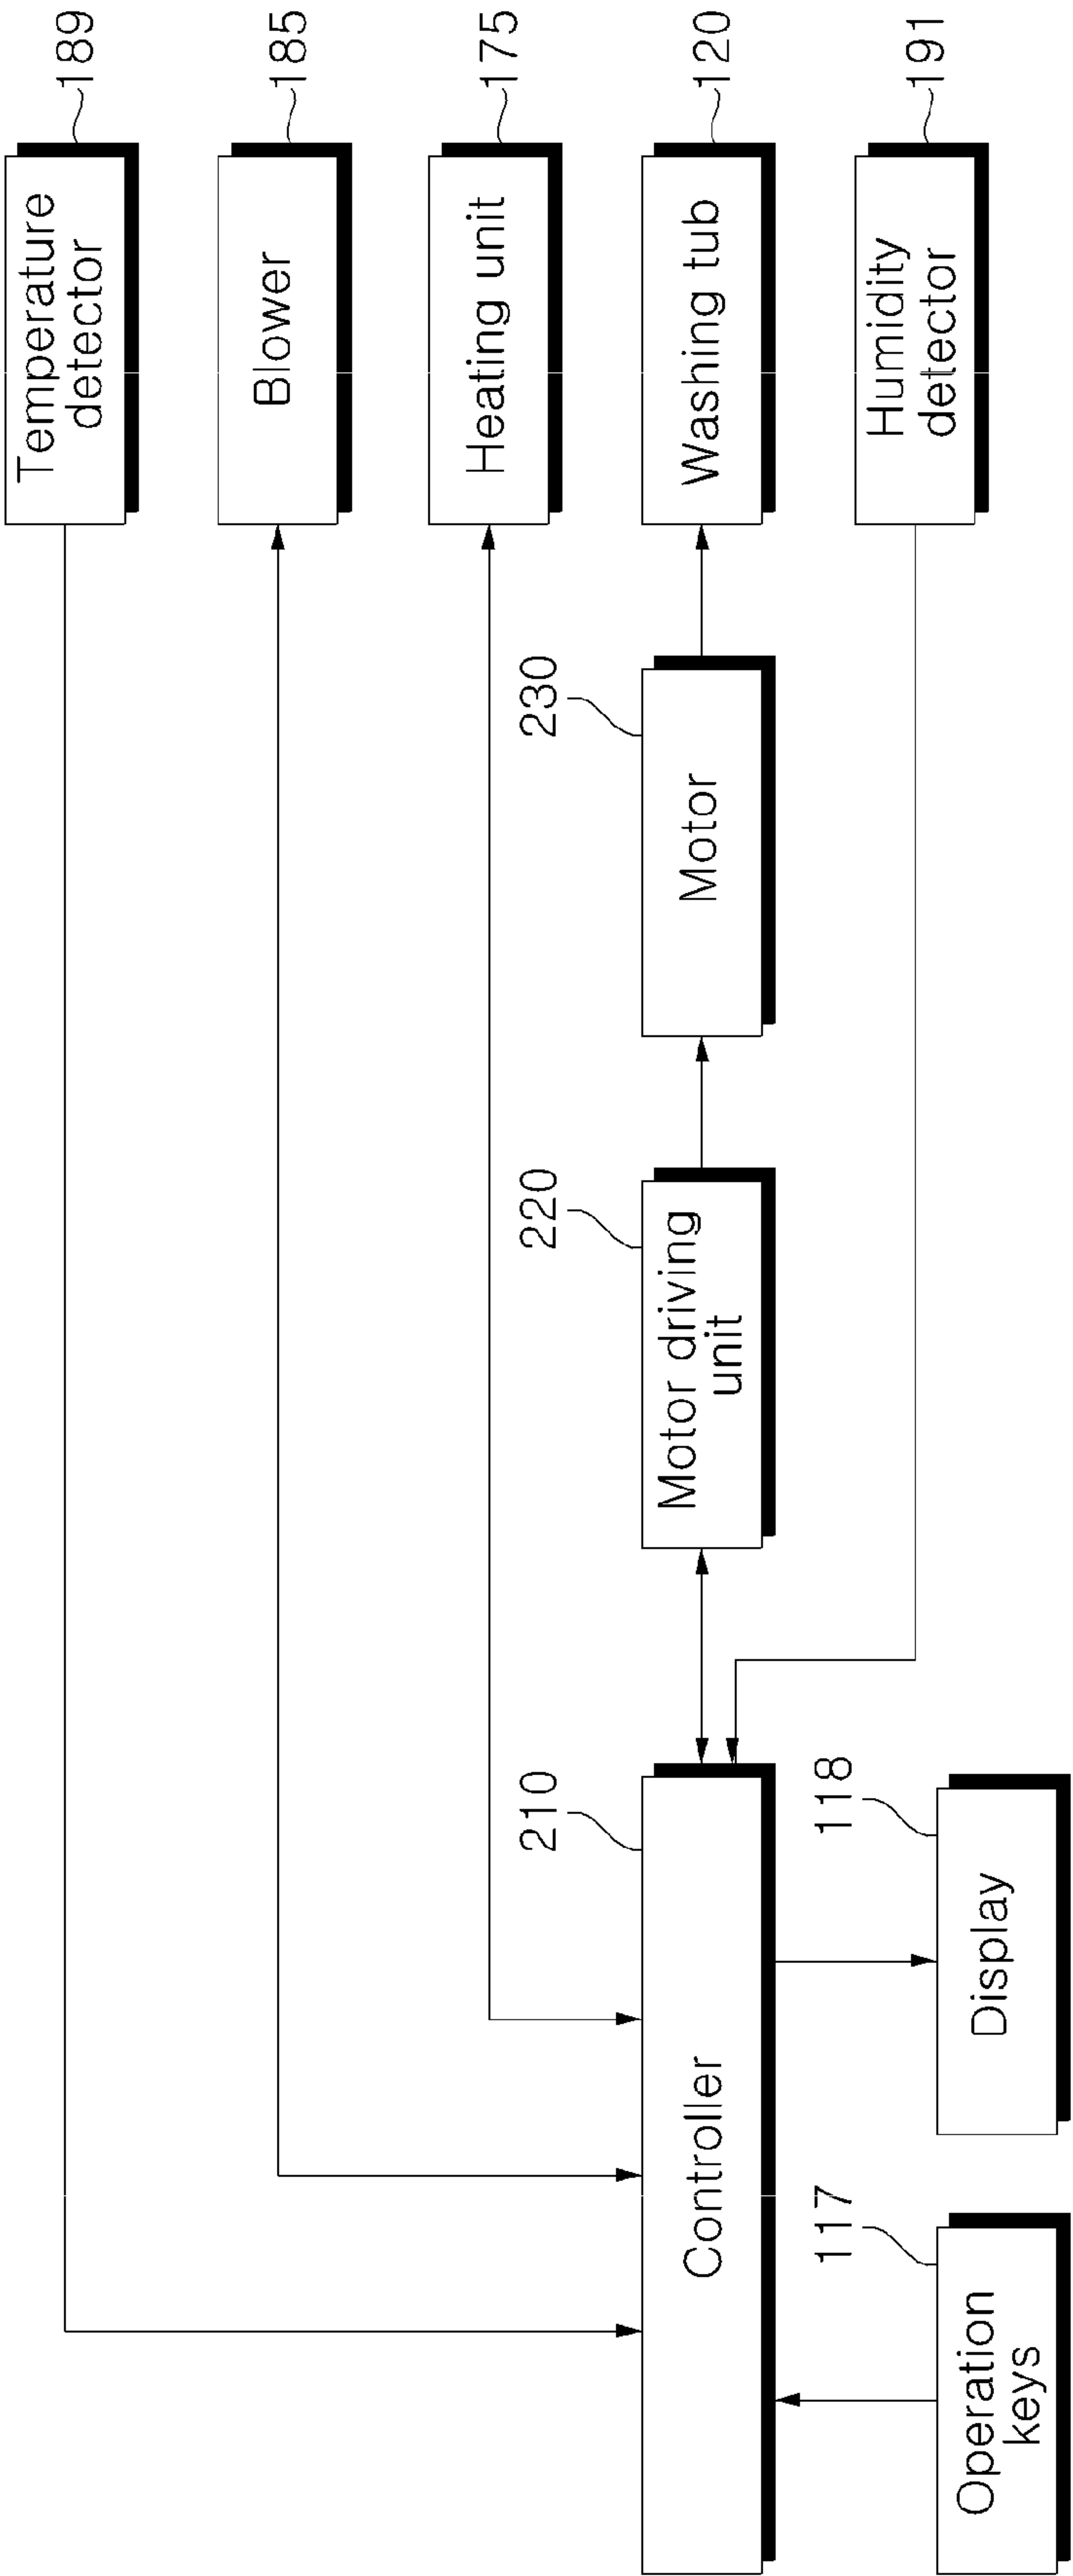 189
Temperature
detector
185
Blower
175
Heating unit
120
Washing tub
191
Humidity
detector
230
Motor
220
Motor driving
unit
210
Controller
118
Display
117
Operation
keys